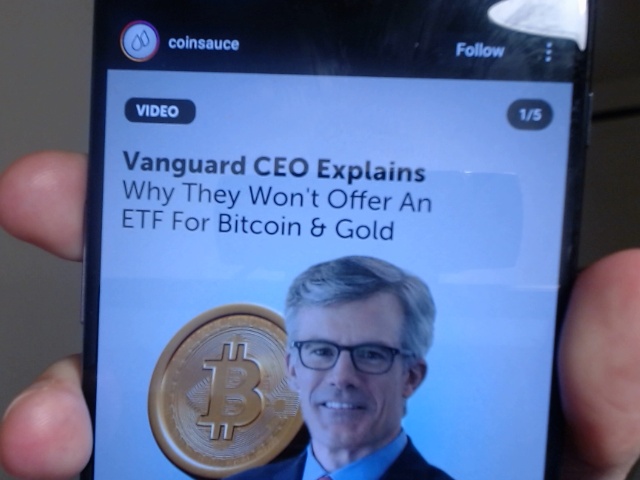 coinsauce
Follow
VIDEO
1/5
Vanguard CEO Explains
Why They Won't Offer An
ETF For Bitcoin & Gold